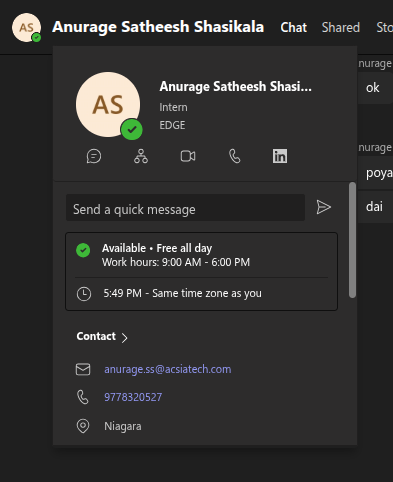 AS
Anurage Satheesh Shasikala
Chat
Shared
Sto
nurage
ok
nurage
poya
dai
AS
Anurage Satheesh Shasi...
Intern
EDGE
in
Send a quick message
Available • Free all day
Work hours: 9:00 AM - 6:00 PM
5:49 PM - Same time zone as you
Contact
anurage.ss@acsiatech.com
9778320527
Niagara